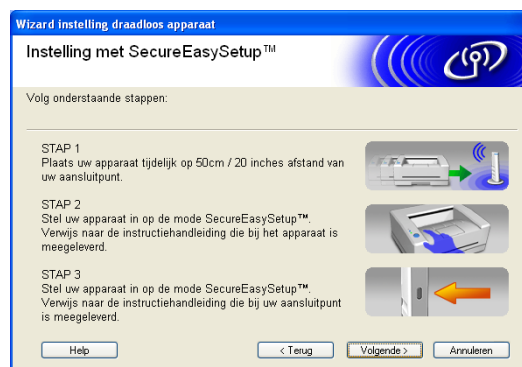 Wizard instelling draadloos apparaat
Instelling met SecureEasySetup™
Volg onderstaande stappen:
STAP 1
Plaats uw apparaat tijdelijk op 50cm / 20 inches afstand van
uw aansluitpunt.
STAP 2
Stel uw apparaat in op de mode SecureEasySetup™.
Verwijs naar de instructiehandleiding die bij het apparaat is
meegeleverd.
STAP 3
Stel uw apparaat in op de mode SecureEasySetup™.
Verwijs naar de instructiehandleiding die bij uw aansluitpunt
is meegeleverd.
Help
< Terug
Volgende >
Annuleren